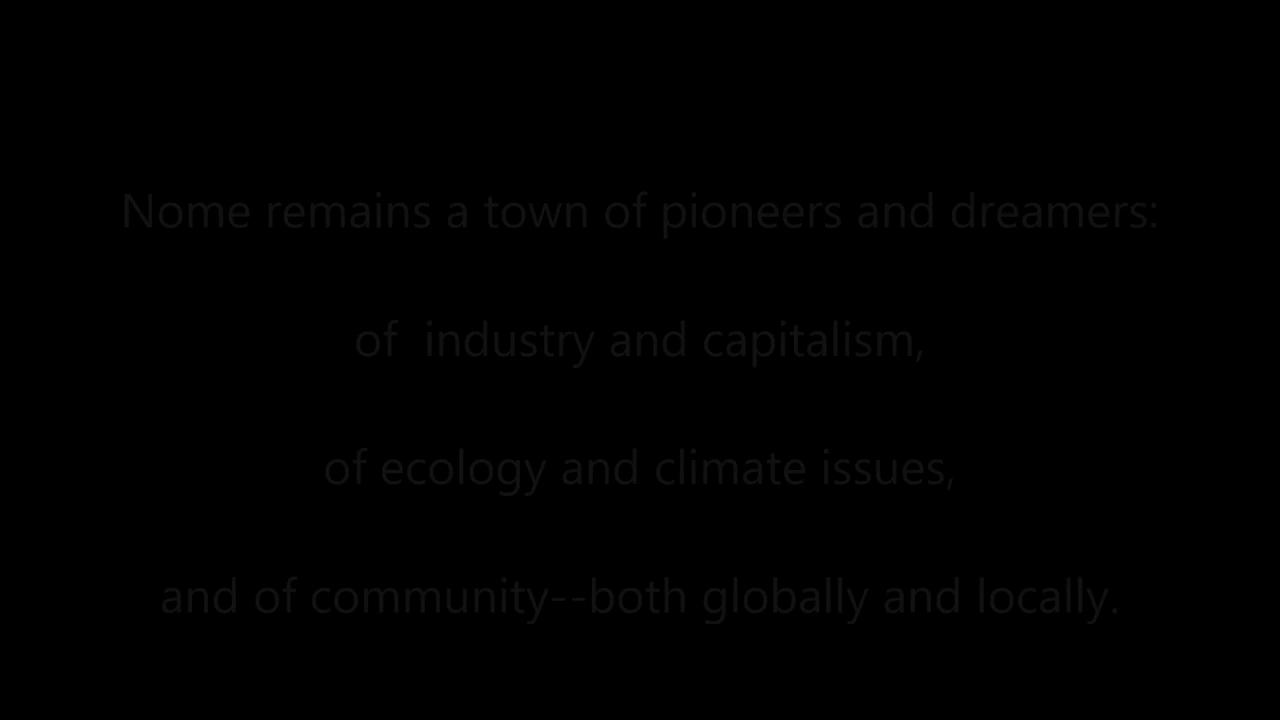 Nome remains a town of pioneers and dreamers:
of  industry and capitalism,
of ecology and climate issues,
and of community--both globally and locally.